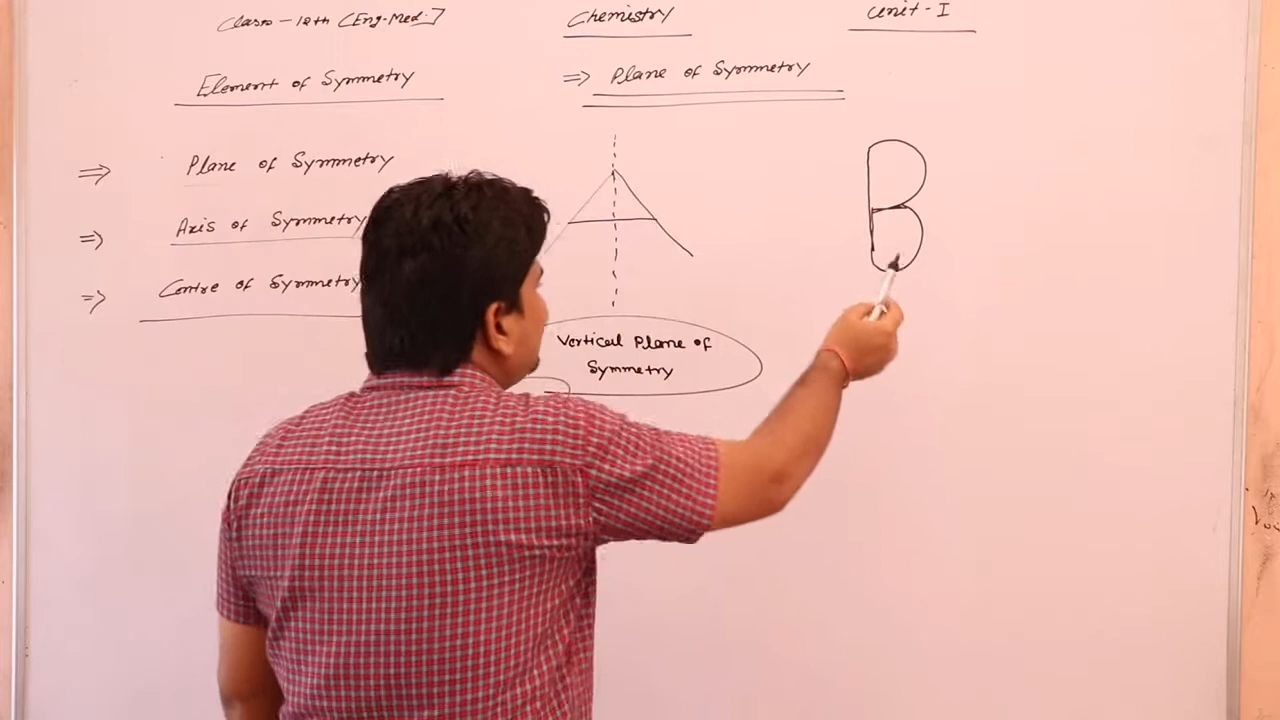 Class - 12th [Eng-Med.]
Chemistry
Unit - I
Element of Symmetry
⇒ Plane of Symmetry
⇒ Plane of Symmetry
⇒ Axis of Symmetry
⇒ Centre of Symmetry
A
B
Vertical Plane of
Symmetry